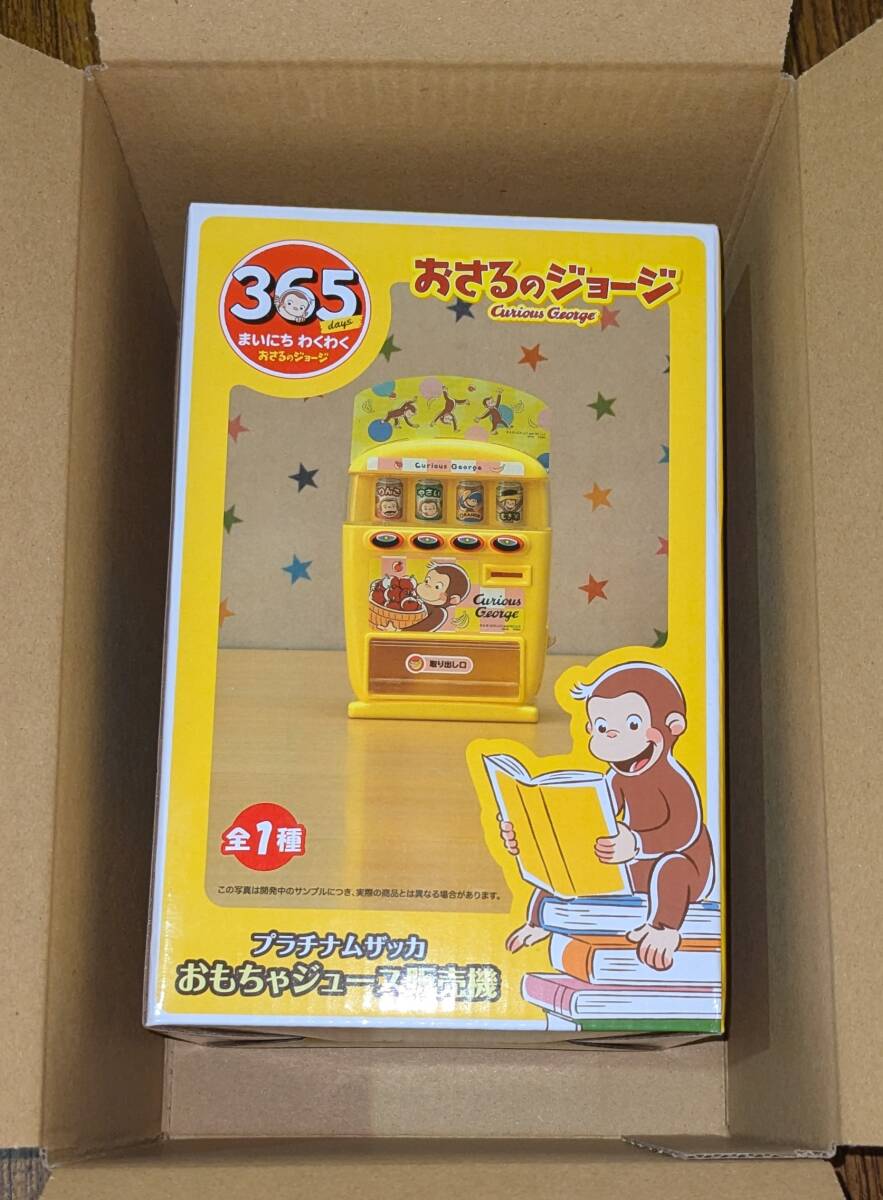 365
days
まいにち わくわく
おさるのジョージ
おさるのジョージ
Curious George
Curious George
りんご
やさい
Curious
George
取り出し口
全1種
この写真は開発中のサンプルにつき、実際の商品とは異なる場合があります。
プラチナムザッカ
おもちゃジュース販売機